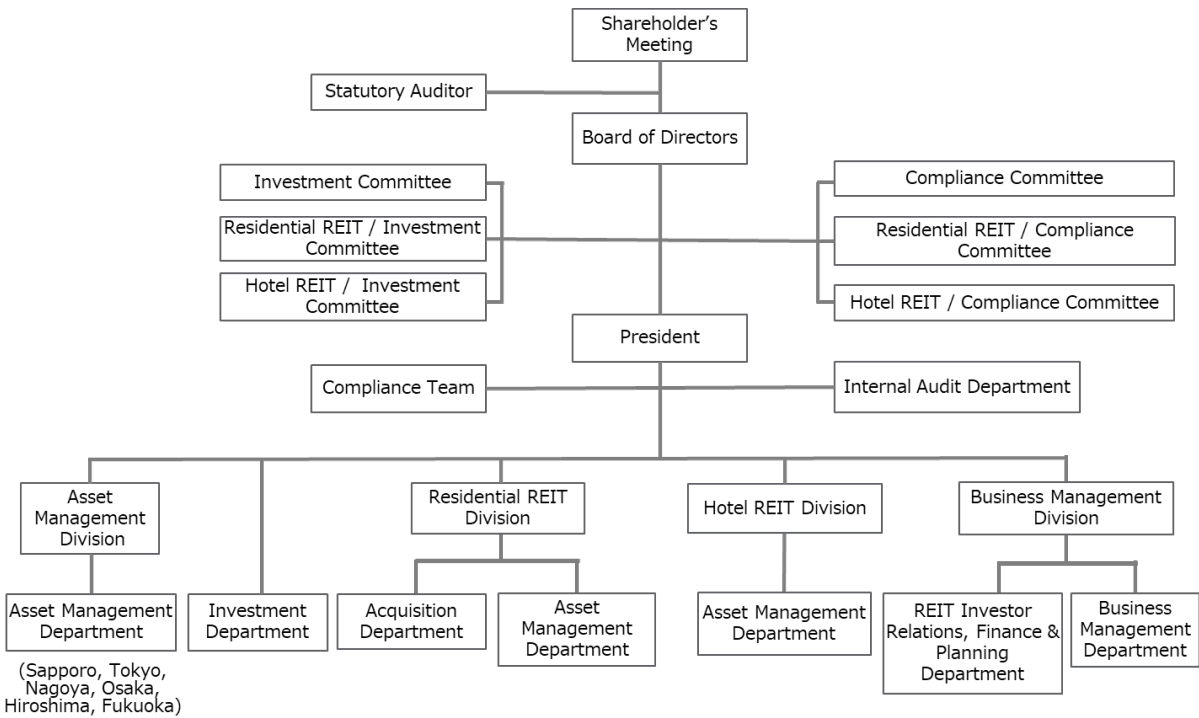 Shareholder's
Meeting
Statutory Auditor
Board of Directors
Investment Committee
Compliance Committee
Residential REIT / Investment
Committee
Residential REIT / Compliance
Committee
Hotel REIT / Investment
Committee
Hotel REIT / Compliance Committee
President
Compliance Team
Internal Audit Department
Asset
Management
Division
Residential REIT
Division
Hotel REIT Division
Business Management
Division
Asset Management
Department
(Sapporo, Tokyo,
Nagoya, Osaka,
Hiroshima, Fukuoka)
Investment
Department
Acquisition
Department
Asset
Management
Department
Asset Management
Department
REIT Investor
Relations, Finance &
Planning
Department
Business
Management
Department